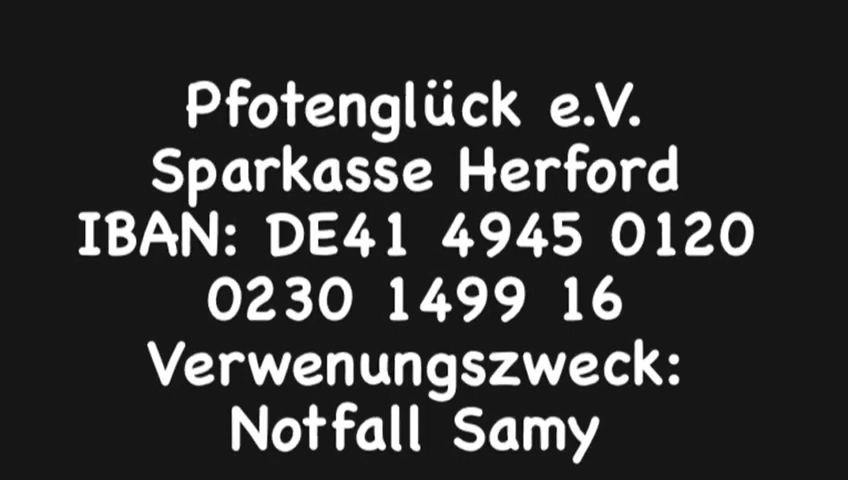 Pfotenglück e.V.
Sparkasse Herford
IBAN: DE41 4945 0120
0230 1499 16
Verwenungszweck:
Notfall Samy